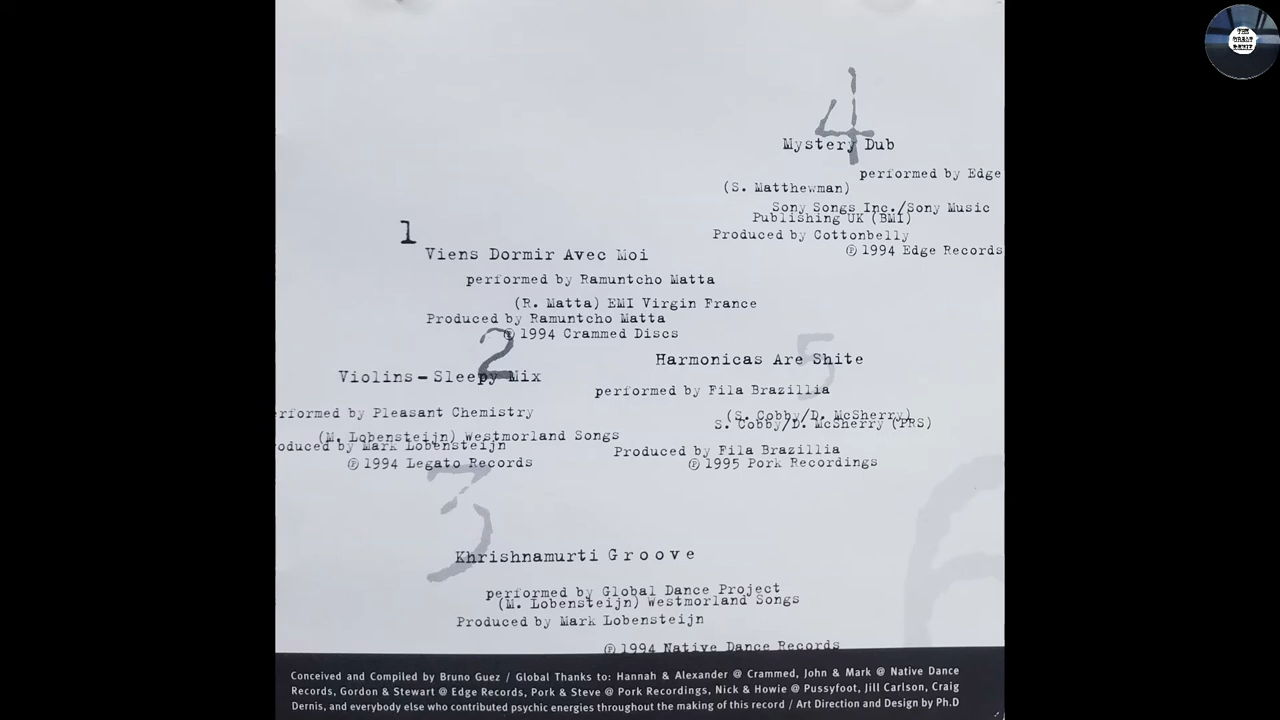 THE GREAT
4
Mystery Dub
performed by Edge
(S. Matthewman)
Sony Songs Inc./Sony Music
Publishing UK (BMI)
Produced by Cottonbelly
℗ 1994 Edge Records
1
Viens Dormir Avec Moi
performed by Ramuntcho Matta
(R. Matta) EMI Virgin France
Produced by Ramuntcho Matta
℗ 1994 Crammed Discs
2
Violins-Sleepy Mix
erformed by Pleasant Chemistry
(M. Lobensteijn) Westmorland Songs
oduced by Mark Lobensteijn
℗ 1994 Legato Records
5
Harmonicas Are Shite
performed by Fila Brazillia
(S. Cobby/D. McSherry)
S. Cobby/D. McSherry (PRS)
Produced by Fila Brazillia
℗ 1995 Pork Recordings
3
Khrishnamurti Groove
performed by Global Dance Project
(M. Lobensteijn) Westmorland Songs
Produced by Mark Lobensteijn
℗ 1994 Native Dance Records
6
Conceived and Compiled by Bruno Guez / Global Thanks to: Hannah & Alexander @ Crammed, John & Mark @ Native Dance
Records, Gordon & Stewart @ Edge Records, Pork & Steve @ Pork Recordings, Nick & Howie @ Pussyfoot, Jill Carlson, Craig
Dernis, and everybody else who contributed psychic energies throughout the making of this record / Art Direction and Design by Ph.D